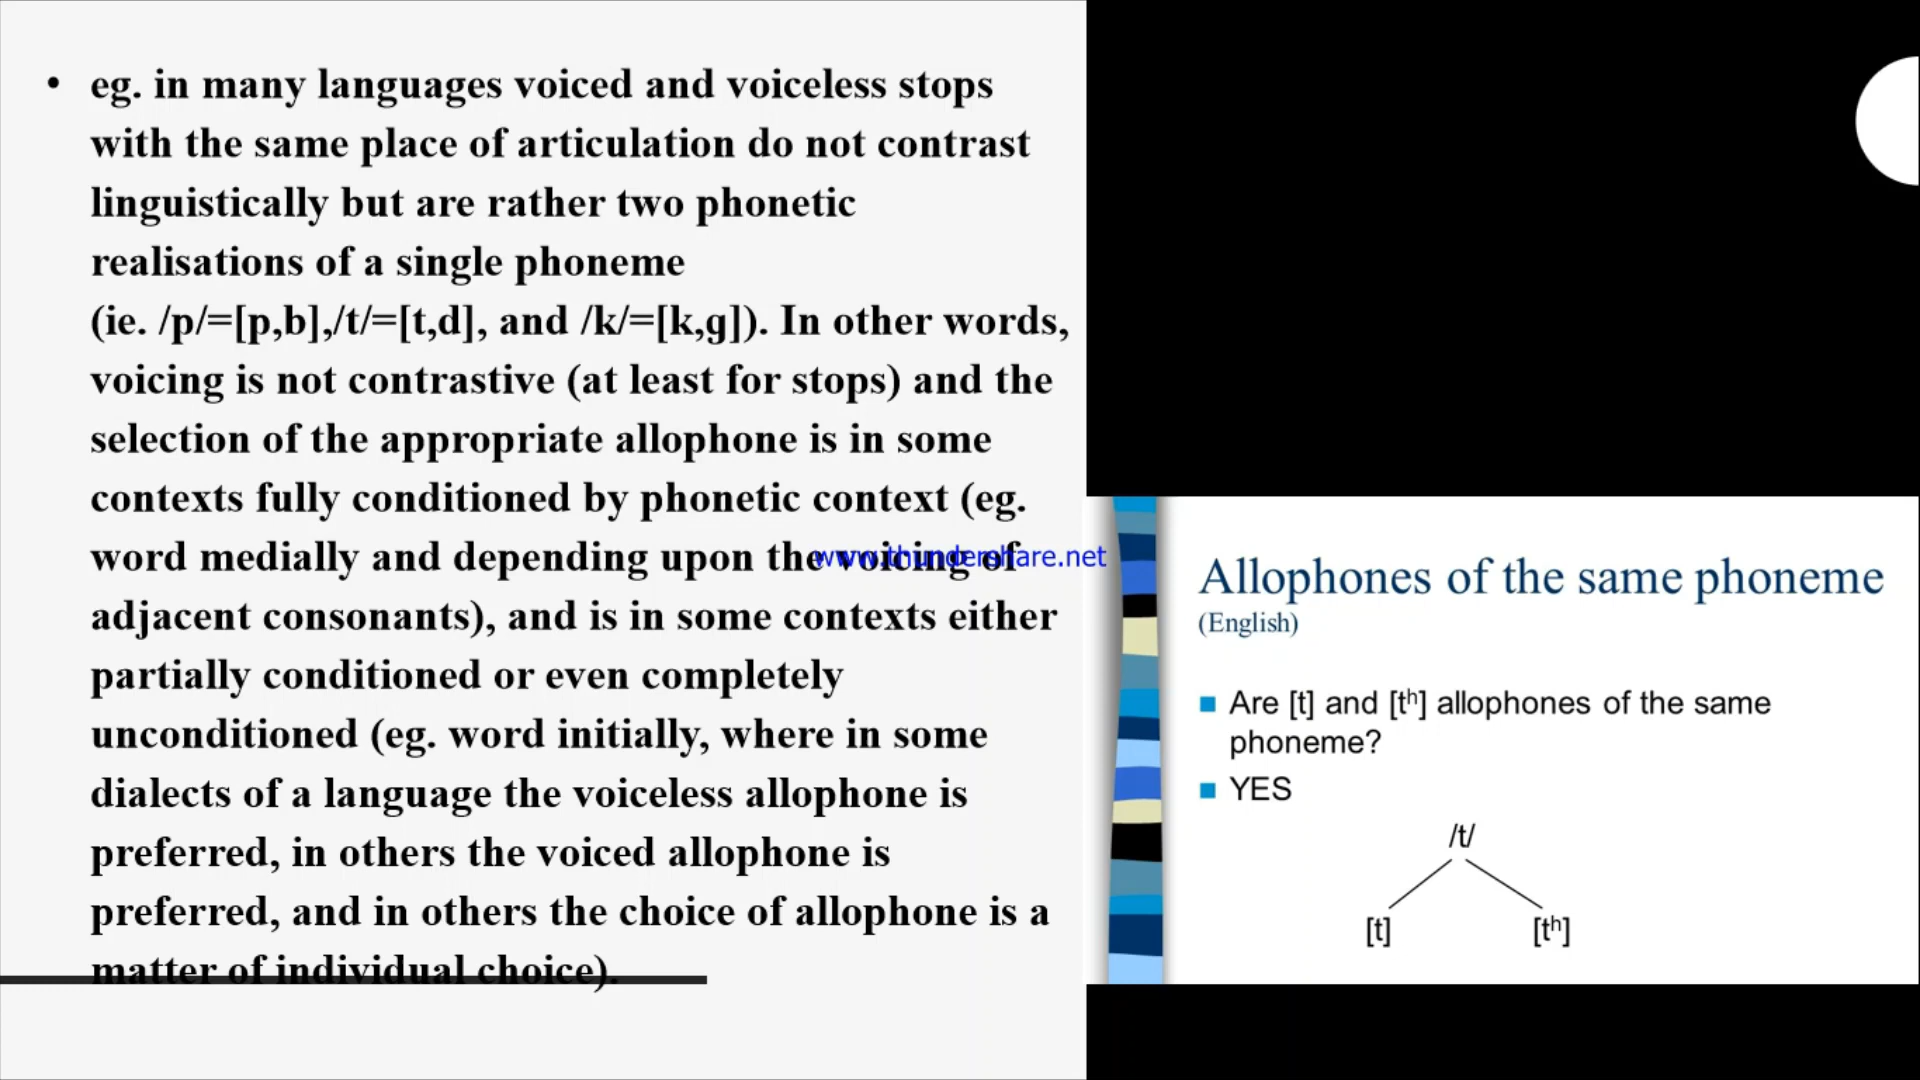 • eg. in many languages voiced and voiceless stops
with the same place of articulation do not contrast
linguistically but are rather two phonetic
realisations of a single phoneme
(ie. /p/=[p,b],/t/=[t,d], and /k/=[k,ɡ]). In other words,
voicing is not contrastive (at least for stops) and the
selection of the appropriate allophone is in some
contexts fully conditioned by phonetic context (eg.
word medially and depending upon the voicing of
adjacent consonants), and is in some contexts either
partially conditioned or even completely
unconditioned (eg. word initially, where in some
dialects of a language the voiceless allophone is
preferred, in others the voiced allophone is
preferred, and in others the choice of allophone is a
matter of individual choice).
www.thundershare.net
Allophones of the same phoneme
(English)
Are [t] and [tʰ] allophones of the same
phoneme?
YES
/t/
[t] [tʰ]